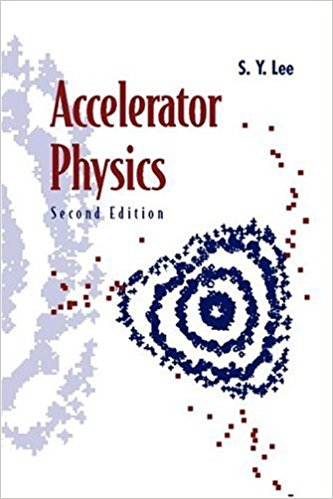 S. Y. Lee
Accelerator
Physics
Second Edition